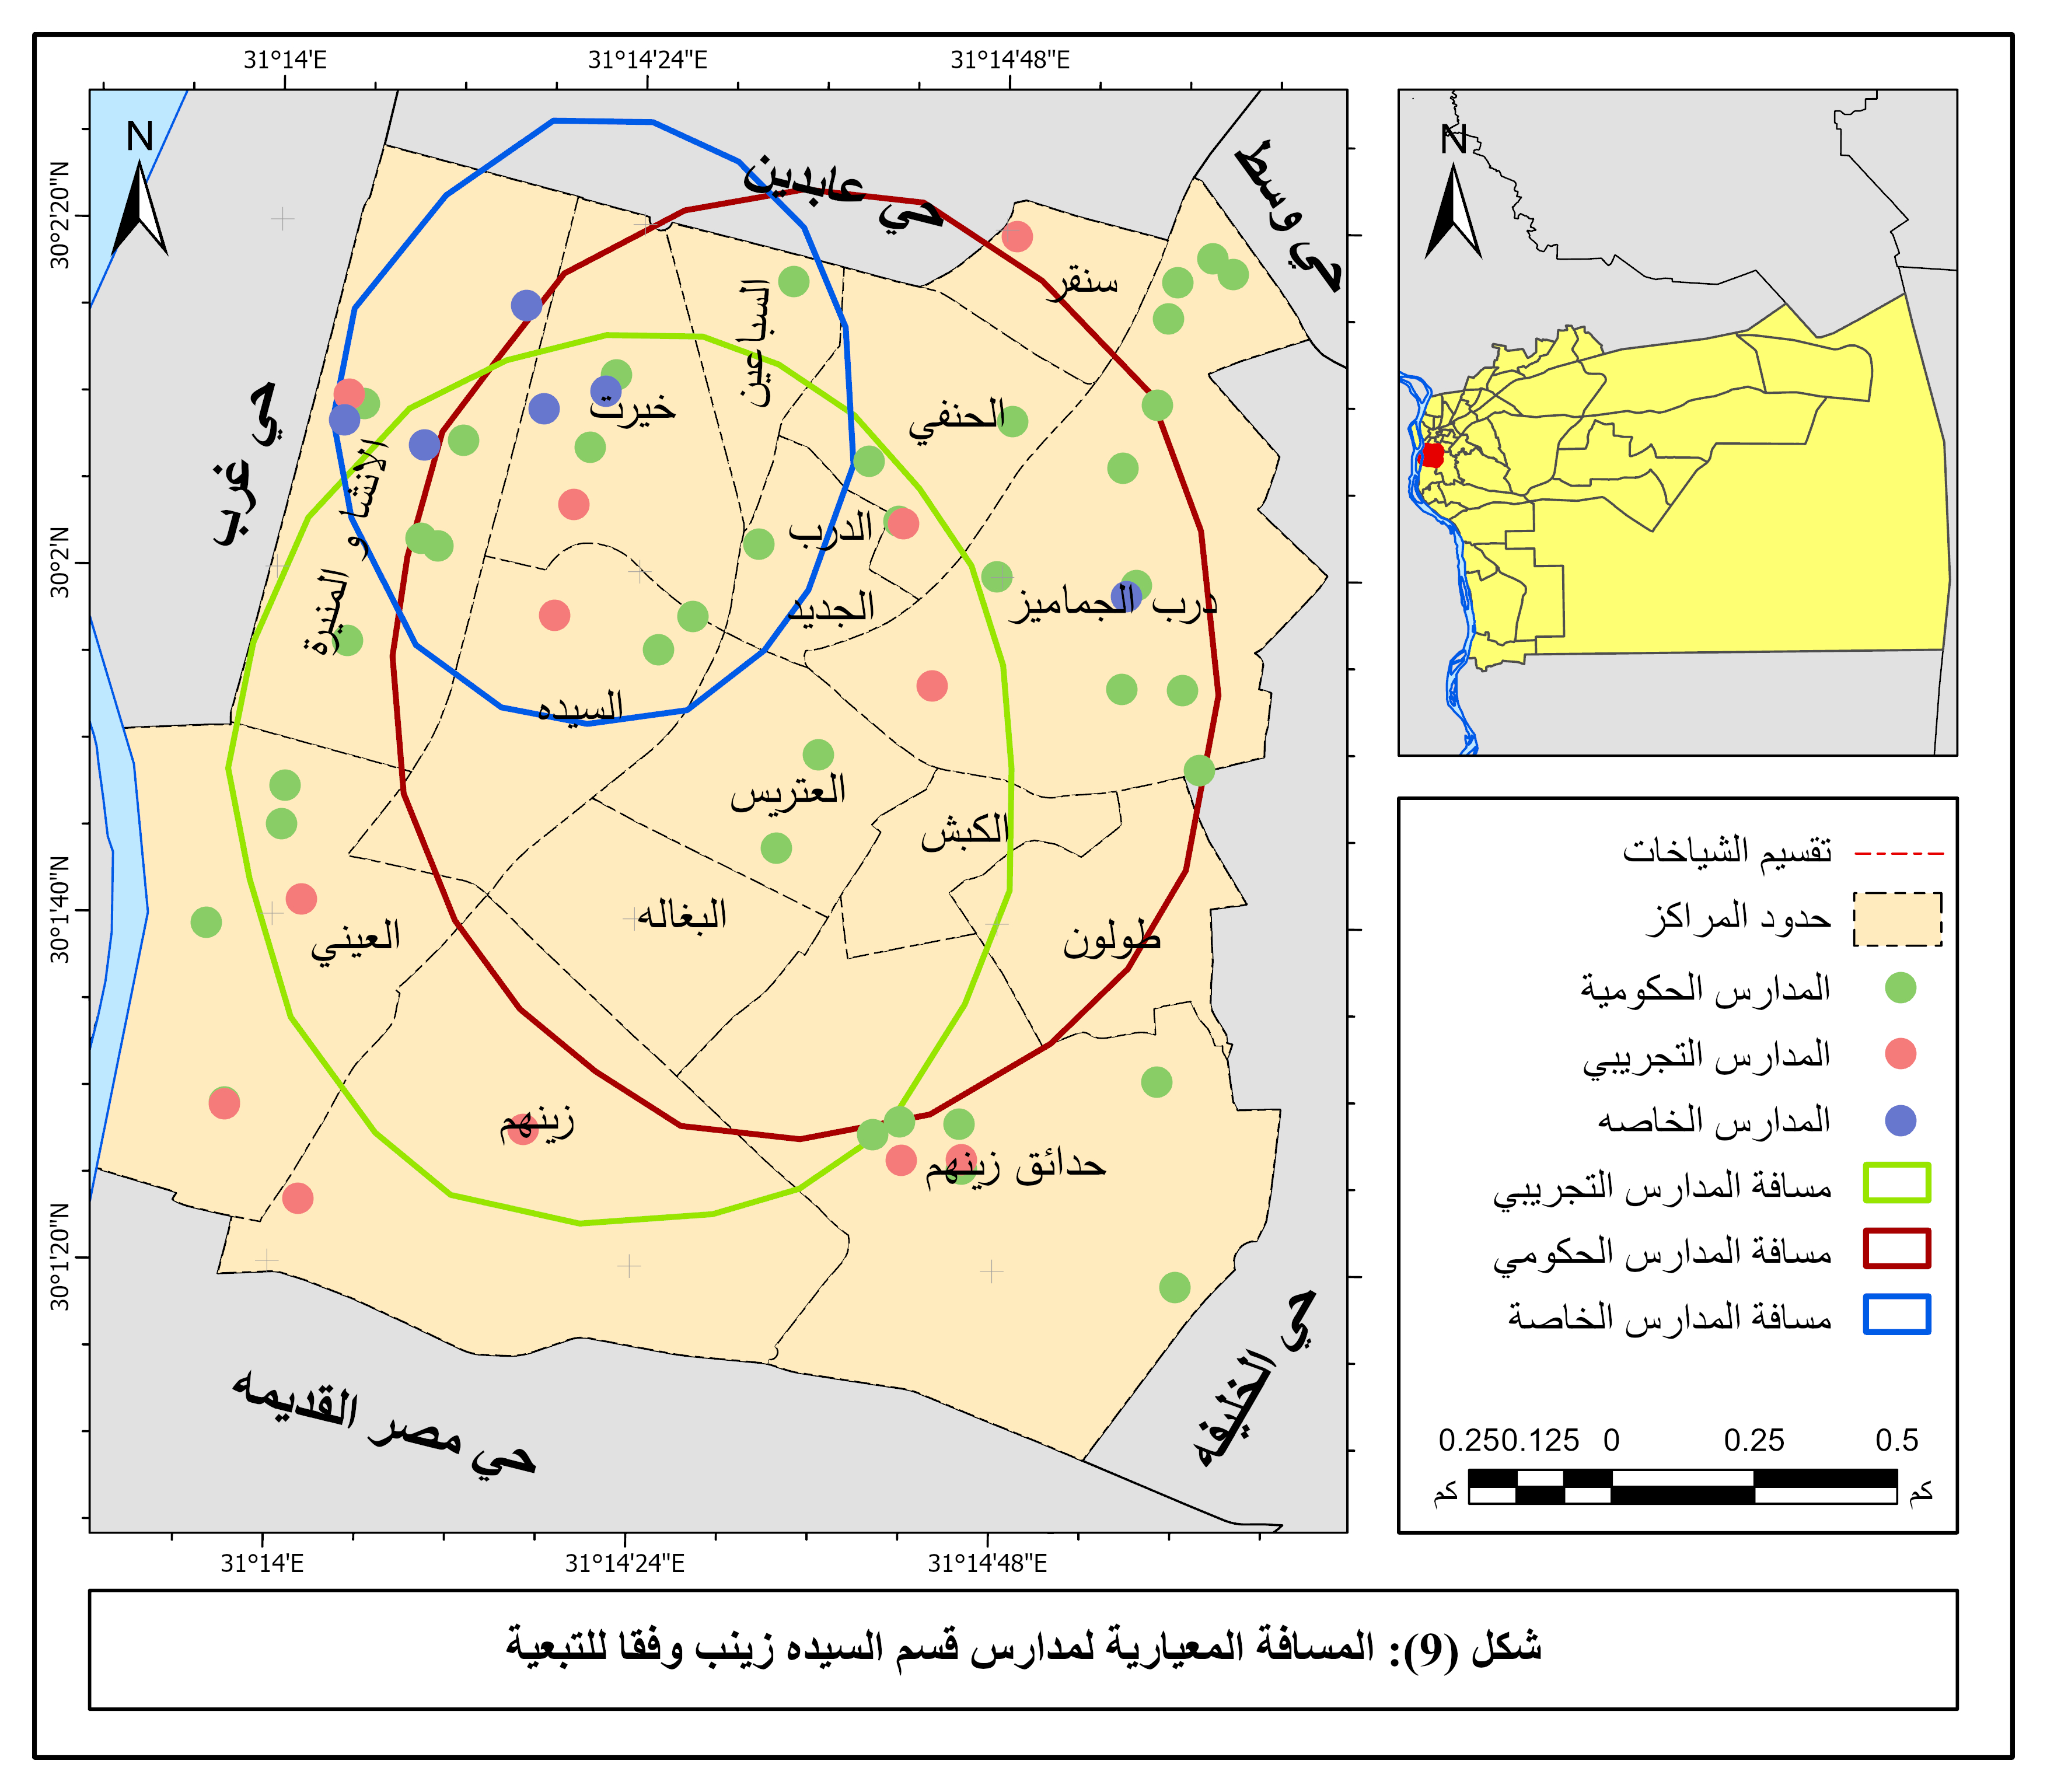 31°14'E 31°14'24"E 31°14'48"E
N
N
30°2'20"N
30°2'N
30°1'40"N
30°1'20"N
حي عابدين
حي وسط
حي غرب
سنقر
السباعين
خيرت
الحنفي
الانشا و
المنيرة
الدرب
الجديد
درب الجماميز
السيده
العتريس
الكبش
البغاله
العيني
طولون
زينهم
حدائق زينهم
حي الخليفه
حي مصر القديمه
31°14'E 31°14'24"E 31°14'48"E
تقسيم الشياخات
حدود المراكز
المدارس الحكومية
المدارس التجريبي
المدارس الخاصه
مسافة المدارس التجريبي
مسافة المدارس الحكومي
مسافة المدارس الخاصة
0.250.125 0 0.25 0.5
كم كم
شكل (9): المسافة المعيارية لمدارس قسم السيده زينب وفقا للتبعية